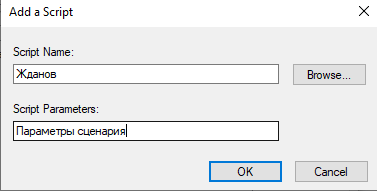 Add a Script
Script Name:
Жданов
Browse...
Script Parameters:
Параметры сценария
OK
Cancel